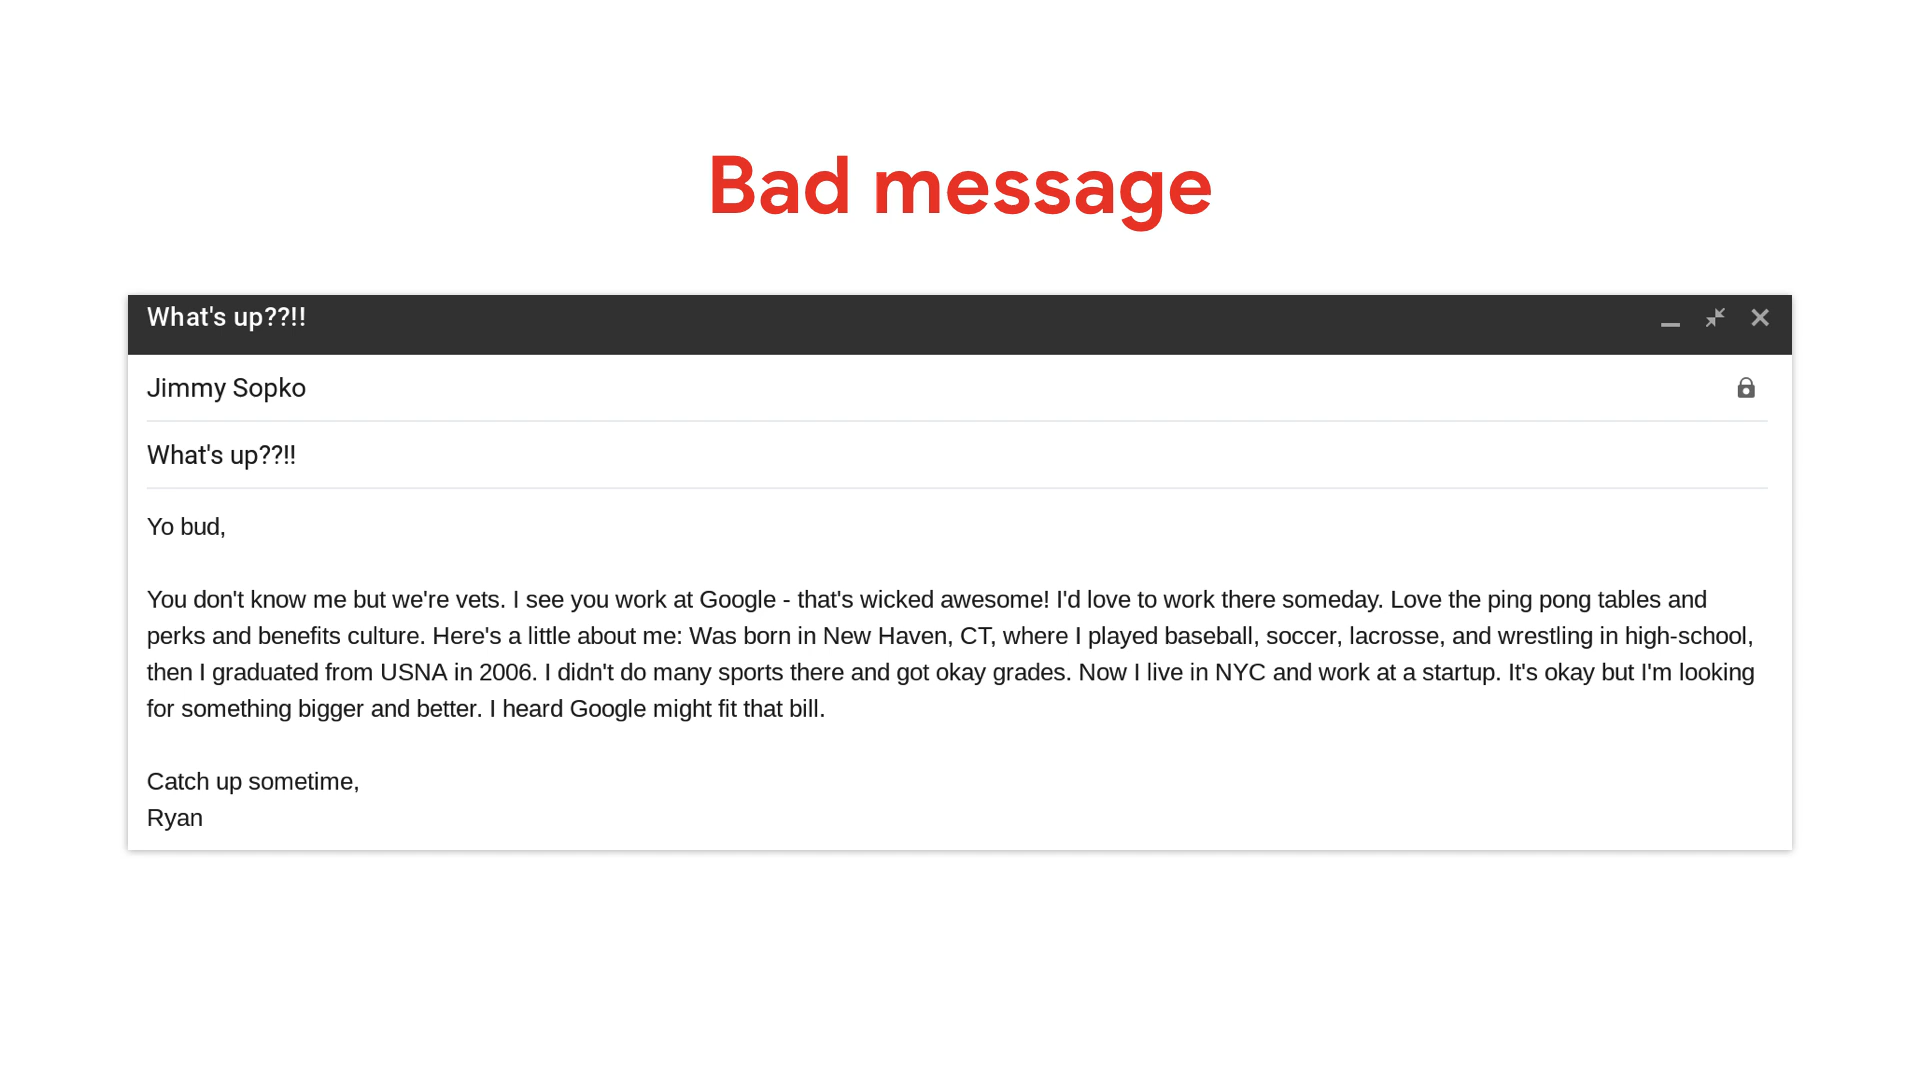 Bad message
What's up??!!
Jimmy Sopko
What's up??!!
Yo bud,
You don't know me but we're vets. I see you work at Google - that's wicked awesome! I'd love to work there someday. Love the ping pong tables and
perks and benefits culture. Here's a little about me: Was born in New Haven, CT, where I played baseball, soccer, lacrosse, and wrestling in high-school,
then I graduated from USNA in 2006. I didn't do many sports there and got okay grades. Now I live in NYC and work at a startup. It's okay but I'm looking
for something bigger and better. I heard Google might fit that bill.
Catch up sometime,
Ryan